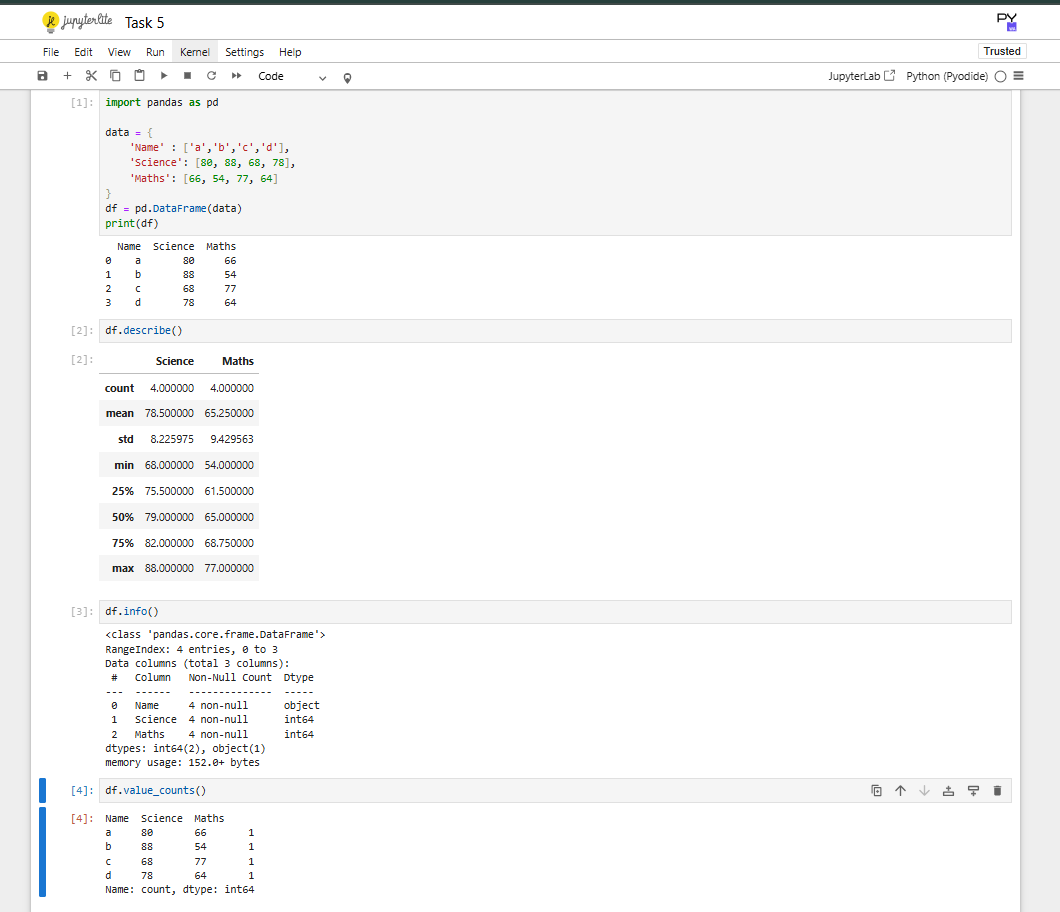 jupyterlite Task 5 PY
File Edit View Run Kernel Settings Help Trusted
Code JupyterLab Python (Pyodide)
[1]: import pandas as pd
data = {
'Name' : ['a','b','c','d'],
'Science': [80, 88, 68, 78],
'Maths': [66, 54, 77, 64]
}
df = pd.DataFrame(data)
print(df)
Name Science Maths
0 a 80 66
1 b 88 54
2 c 68 77
3 d 78 64
[2]: df.describe()
[2]: Science Maths
count 4.000000 4.000000
mean 78.500000 65.250000
std 8.225975 9.429563
min 68.000000 54.000000
25% 75.500000 61.500000
50% 79.000000 65.000000
75% 82.000000 68.750000
max 88.000000 77.000000
[3]: df.info()
<class 'pandas.core.frame.DataFrame'>
RangeIndex: 4 entries, 0 to 3
Data columns (total 3 columns):
# Column Non-Null Count Dtype
--- ------ -------------- -----
0 Name 4 non-null object
1 Science 4 non-null int64
2 Maths 4 non-null int64
dtypes: int64(2), object(1)
memory usage: 152.0+ bytes
[4]: df.value_counts()
[4]: Name Science Maths
a 80 66 1
b 88 54 1
c 68 77 1
d 78 64 1
Name: count, dtype: int64